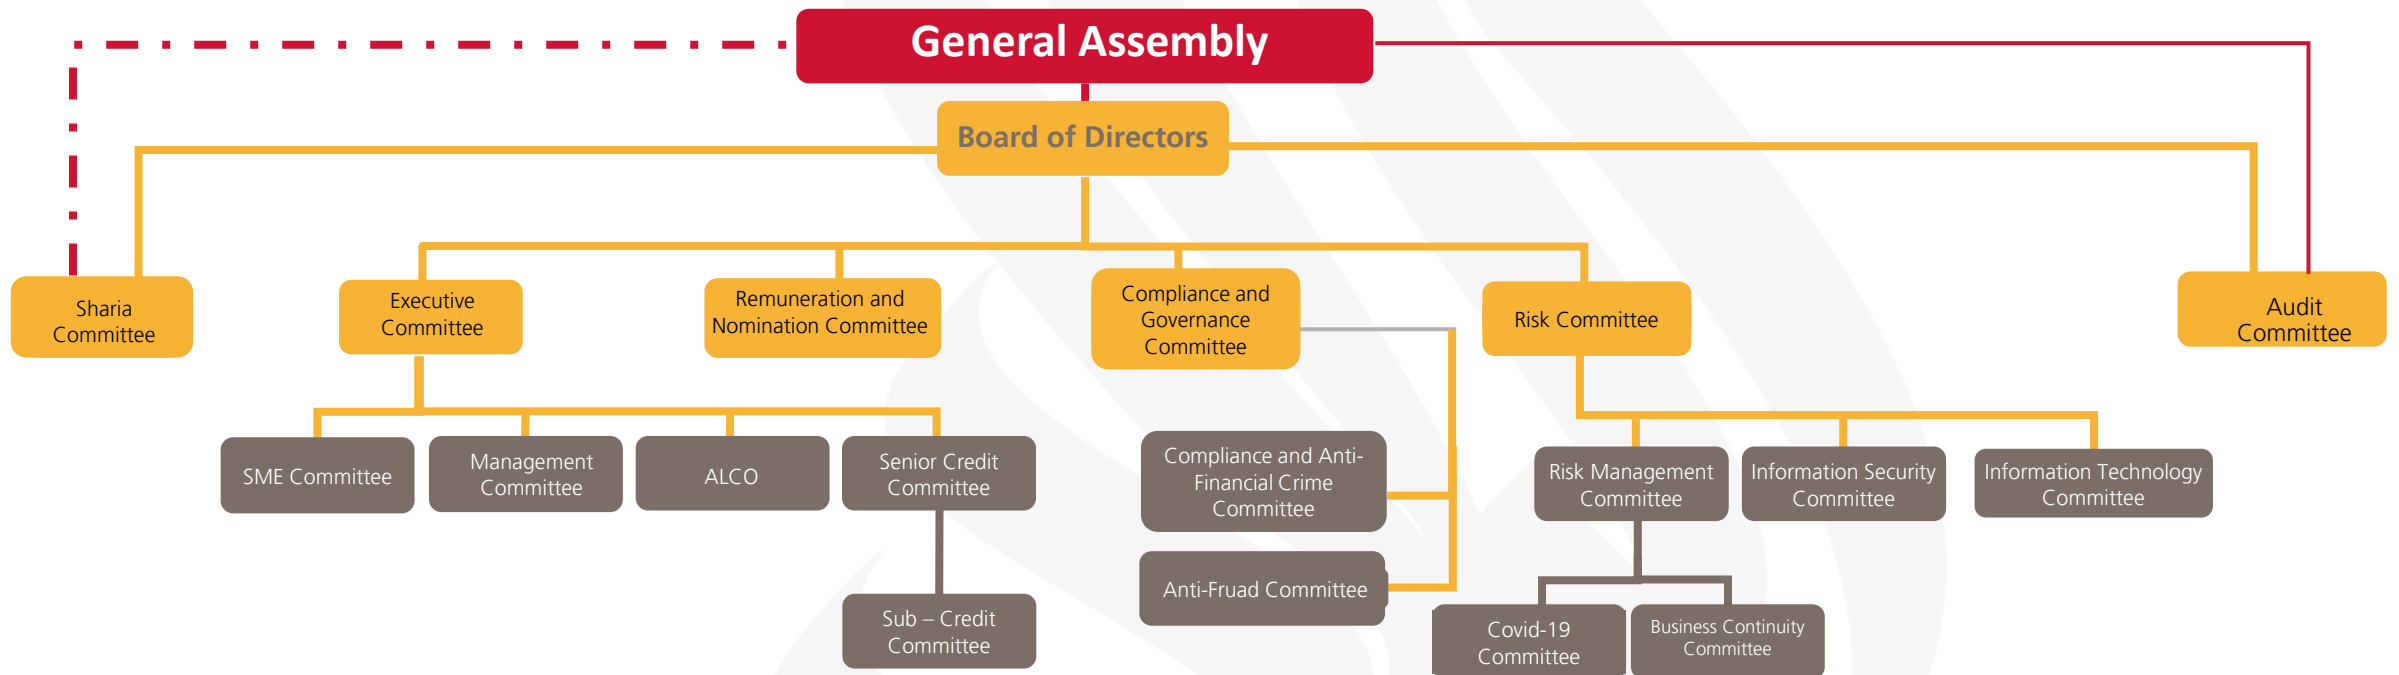 General Assembly
Board of Directors
Sharia
Committee
Executive
Committee
Remuneration and
Nomination Committee
Compliance and
Governance
Committee
Risk Committee
Audit
Committee
SME Committee
Management
Committee
ALCO
Senior Credit
Committee
Compliance and Anti-
Financial Crime
Committee
Risk Management
Committee
Information Security
Committee
Information Technology
Committee
Anti-Fruad Committee
Sub – Credit
Committee
Covid-19
Committee
Business Continuity
Committee